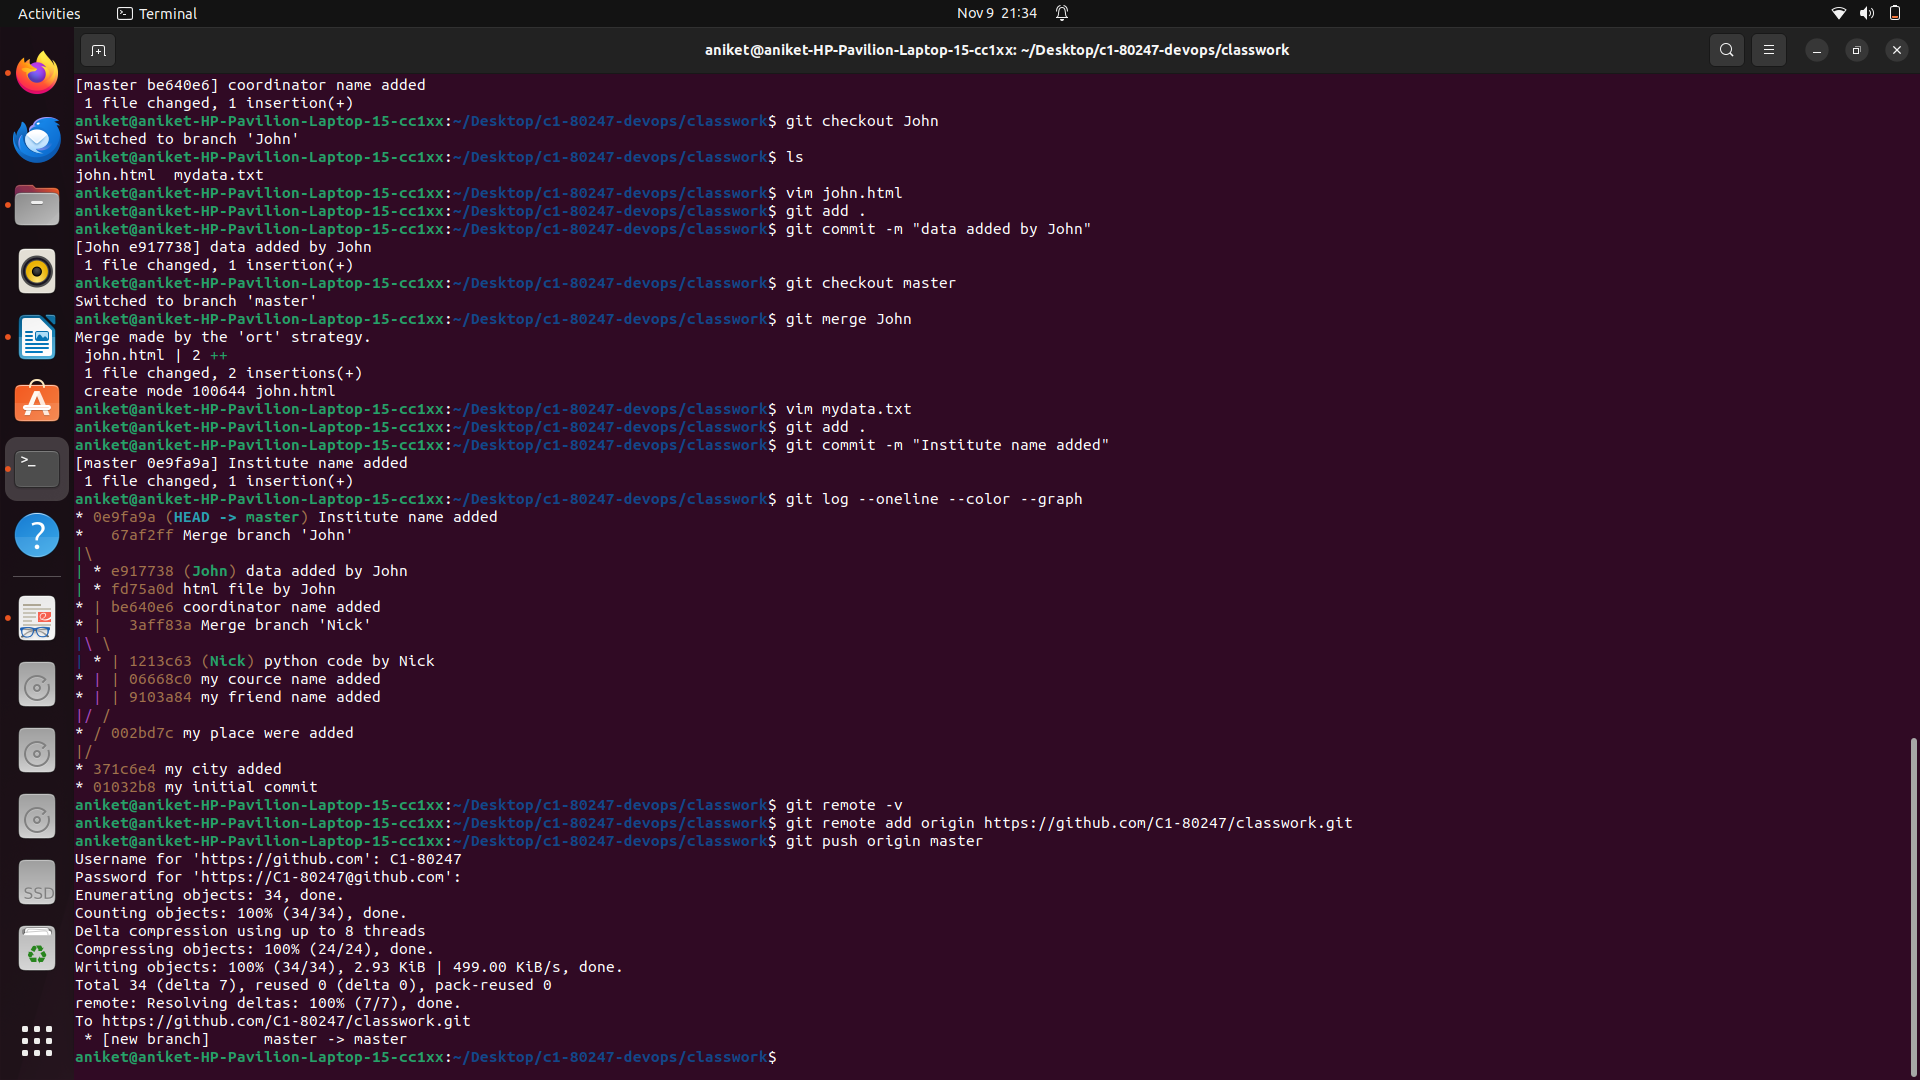 Activities
Terminal
Nov 9 21:34
aniket@aniket-HP-Pavilion-Laptop-15-cc1xx: ~/Desktop/c1-80247-devops/classwork
[master be640e6] coordinator name added
 1 file changed, 1 insertion(+)
aniket@aniket-HP-Pavilion-Laptop-15-cc1xx:~/Desktop/c1-80247-devops/classwork$ git checkout John
Switched to branch 'John'
aniket@aniket-HP-Pavilion-Laptop-15-cc1xx:~/Desktop/c1-80247-devops/classwork$ ls
john.html  mydata.txt
aniket@aniket-HP-Pavilion-Laptop-15-cc1xx:~/Desktop/c1-80247-devops/classwork$ vim john.html
aniket@aniket-HP-Pavilion-Laptop-15-cc1xx:~/Desktop/c1-80247-devops/classwork$ git add .
aniket@aniket-HP-Pavilion-Laptop-15-cc1xx:~/Desktop/c1-80247-devops/classwork$ git commit -m "data added by John"
[John e917738] data added by John
 1 file changed, 1 insertion(+)
aniket@aniket-HP-Pavilion-Laptop-15-cc1xx:~/Desktop/c1-80247-devops/classwork$ git checkout master
Switched to branch 'master'
aniket@aniket-HP-Pavilion-Laptop-15-cc1xx:~/Desktop/c1-80247-devops/classwork$ git merge John
Merge made by the 'ort' strategy.
 john.html | 2 ++
 1 file changed, 2 insertions(+)
 create mode 100644 john.html
aniket@aniket-HP-Pavilion-Laptop-15-cc1xx:~/Desktop/c1-80247-devops/classwork$ vim mydata.txt
aniket@aniket-HP-Pavilion-Laptop-15-cc1xx:~/Desktop/c1-80247-devops/classwork$ git add .
aniket@aniket-HP-Pavilion-Laptop-15-cc1xx:~/Desktop/c1-80247-devops/classwork$ git commit -m "Institute name added"
[master 0e9fa9a] Institute name added
 1 file changed, 1 insertion(+)
aniket@aniket-HP-Pavilion-Laptop-15-cc1xx:~/Desktop/c1-80247-devops/classwork$ git log --oneline --color --graph
* 0e9fa9a (HEAD -> master) Institute name added
*   67af2ff Merge branch 'John'
|\
| * e917738 (John) data added by John
| * fd75a0d html file by John
* | be640e6 coordinator name added
* |   3aff83a Merge branch 'Nick'
|\ \
| * | 1213c63 (Nick) python code by Nick
* | | 06668c0 my cource name added
* | | 9103a84 my friend name added
|/ /
* / 002bd7c my place were added
|/
* 371c6e4 my city added
* 01032b8 my initial commit
aniket@aniket-HP-Pavilion-Laptop-15-cc1xx:~/Desktop/c1-80247-devops/classwork$ git remote -v
aniket@aniket-HP-Pavilion-Laptop-15-cc1xx:~/Desktop/c1-80247-devops/classwork$ git remote add origin https://github.com/C1-80247/classwork.git
aniket@aniket-HP-Pavilion-Laptop-15-cc1xx:~/Desktop/c1-80247-devops/classwork$ git push origin master
Username for 'https://github.com': C1-80247
Password for 'https://C1-80247@github.com':
Enumerating objects: 34, done.
Counting objects: 100% (34/34), done.
Delta compression using up to 8 threads
Compressing objects: 100% (24/24), done.
Writing objects: 100% (34/34), 2.93 KiB | 499.00 KiB/s, done.
Total 34 (delta 7), reused 0 (delta 0), pack-reused 0
remote: Resolving deltas: 100% (7/7), done.
To https://github.com/C1-80247/classwork.git
 * [new branch]      master -> master
aniket@aniket-HP-Pavilion-Laptop-15-cc1xx:~/Desktop/c1-80247-devops/classwork$
SSD